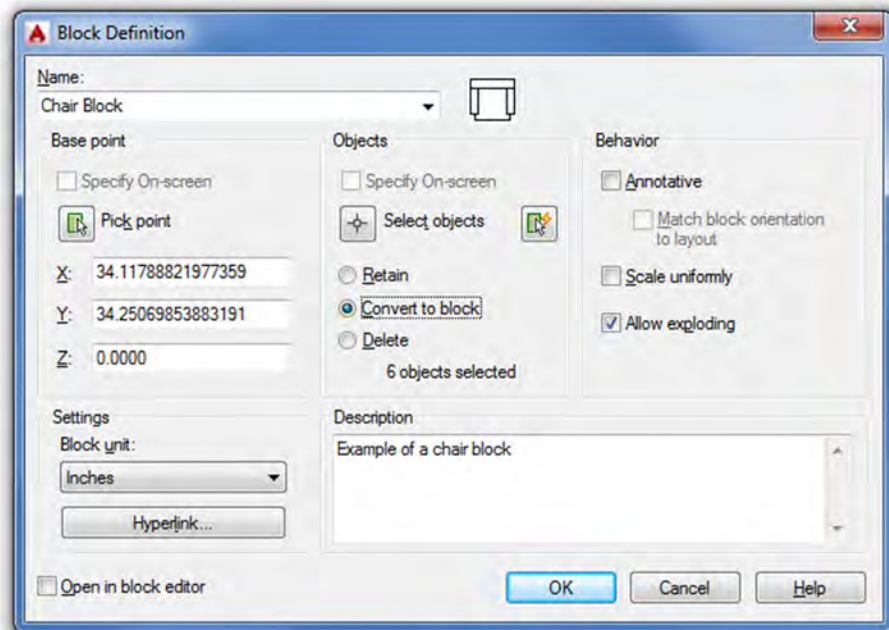 Block Definition
Name:
Chair Block
Base point
Specify On-screen
Pick point
X: 34.11788821977359
Y: 34.25069853883191
Z: 0.0000
Objects
Specify On-screen
Select objects
Retain
Convert to block
Delete
6 objects selected
Behavior
Annotative
Match block orientation
to layout
Scale uniformly
Allow exploding
Settings
Block unit:
Inches
Hyperlink...
Description
Example of a chair block
Open in block editor
OK
Cancel
Help